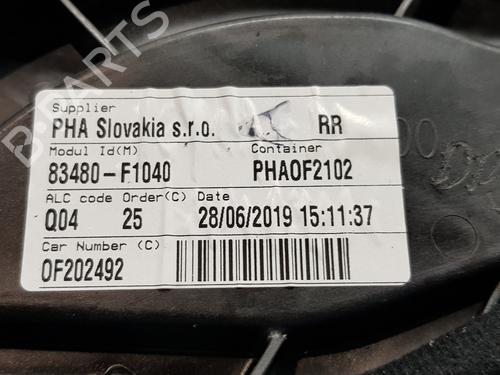 B-PARTS
Supplier
PHA Slovakia s.r.o. RR
Modul Id(M) Container
83480-F1040 PHAOF2102
ALC code Order(C) Date
Q04 25 28/06/2019 15:11:37
Car Number (C)
OF202492